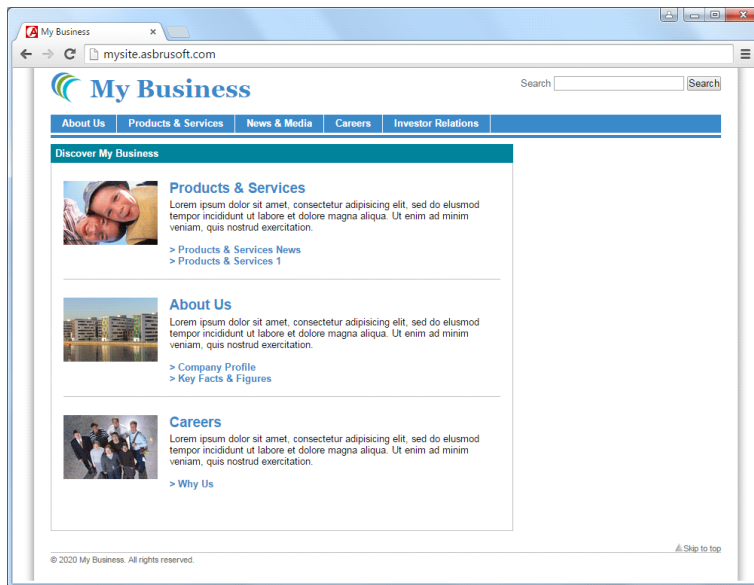 My Business
mysite.asbrusoft.com
My Business
Search
Search
About Us Products & Services News & Media Careers Investor Relations
Discover My Business
Products & Services
Lorem ipsum dolor sit amet, consectetur adipisicing elit, sed do elusmod
tempor incididunt ut labore et dolore magna aliqua. Ut enim ad minim
veniam, quis nostrud exercitation.
> Products & Services News
> Products & Services 1
About Us
Lorem ipsum dolor sit amet, consectetur adipisicing elit, sed do elusmod
tempor incididunt ut labore et dolore magna aliqua. Ut enim ad minim
veniam, quis nostrud exercitation.
> Company Profile
> Key Facts & Figures
Careers
Lorem ipsum dolor sit amet, consectetur adipisicing elit, sed do elusmod
tempor incididunt ut labore et dolore magna aliqua. Ut enim ad minim
veniam, quis nostrud exercitation.
> Why Us
Skip to top
© 2020 My Business. All rights reserved.